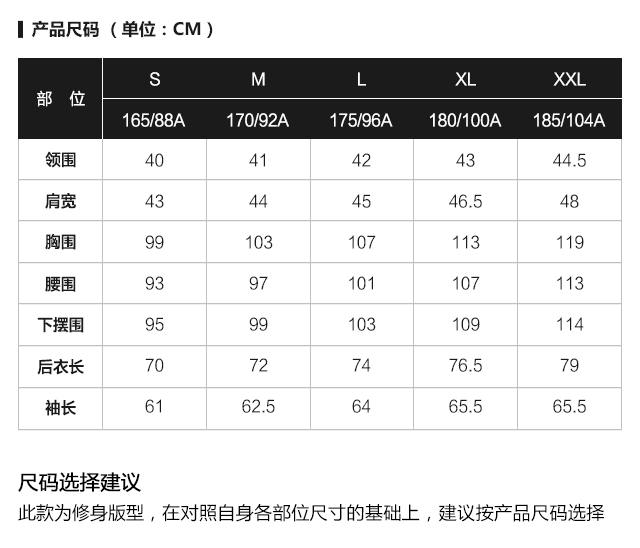 产品尺码（单位：CM）
部 位 S M L XL XXL
165/88A 170/92A 175/96A 180/100A 185/104A
领围 40 41 42 43 44.5
肩宽 43 44 45 46.5 48
胸围 99 103 107 113 119
腰围 93 97 101 107 113
下摆围 95 99 103 109 114
后衣长 70 72 74 76.5 79
袖长 61 62.5 64 65.5 65.5
尺码选择建议
此款为修身版型，在对照自身各部位尺寸的基础上，建议按产品尺码选择